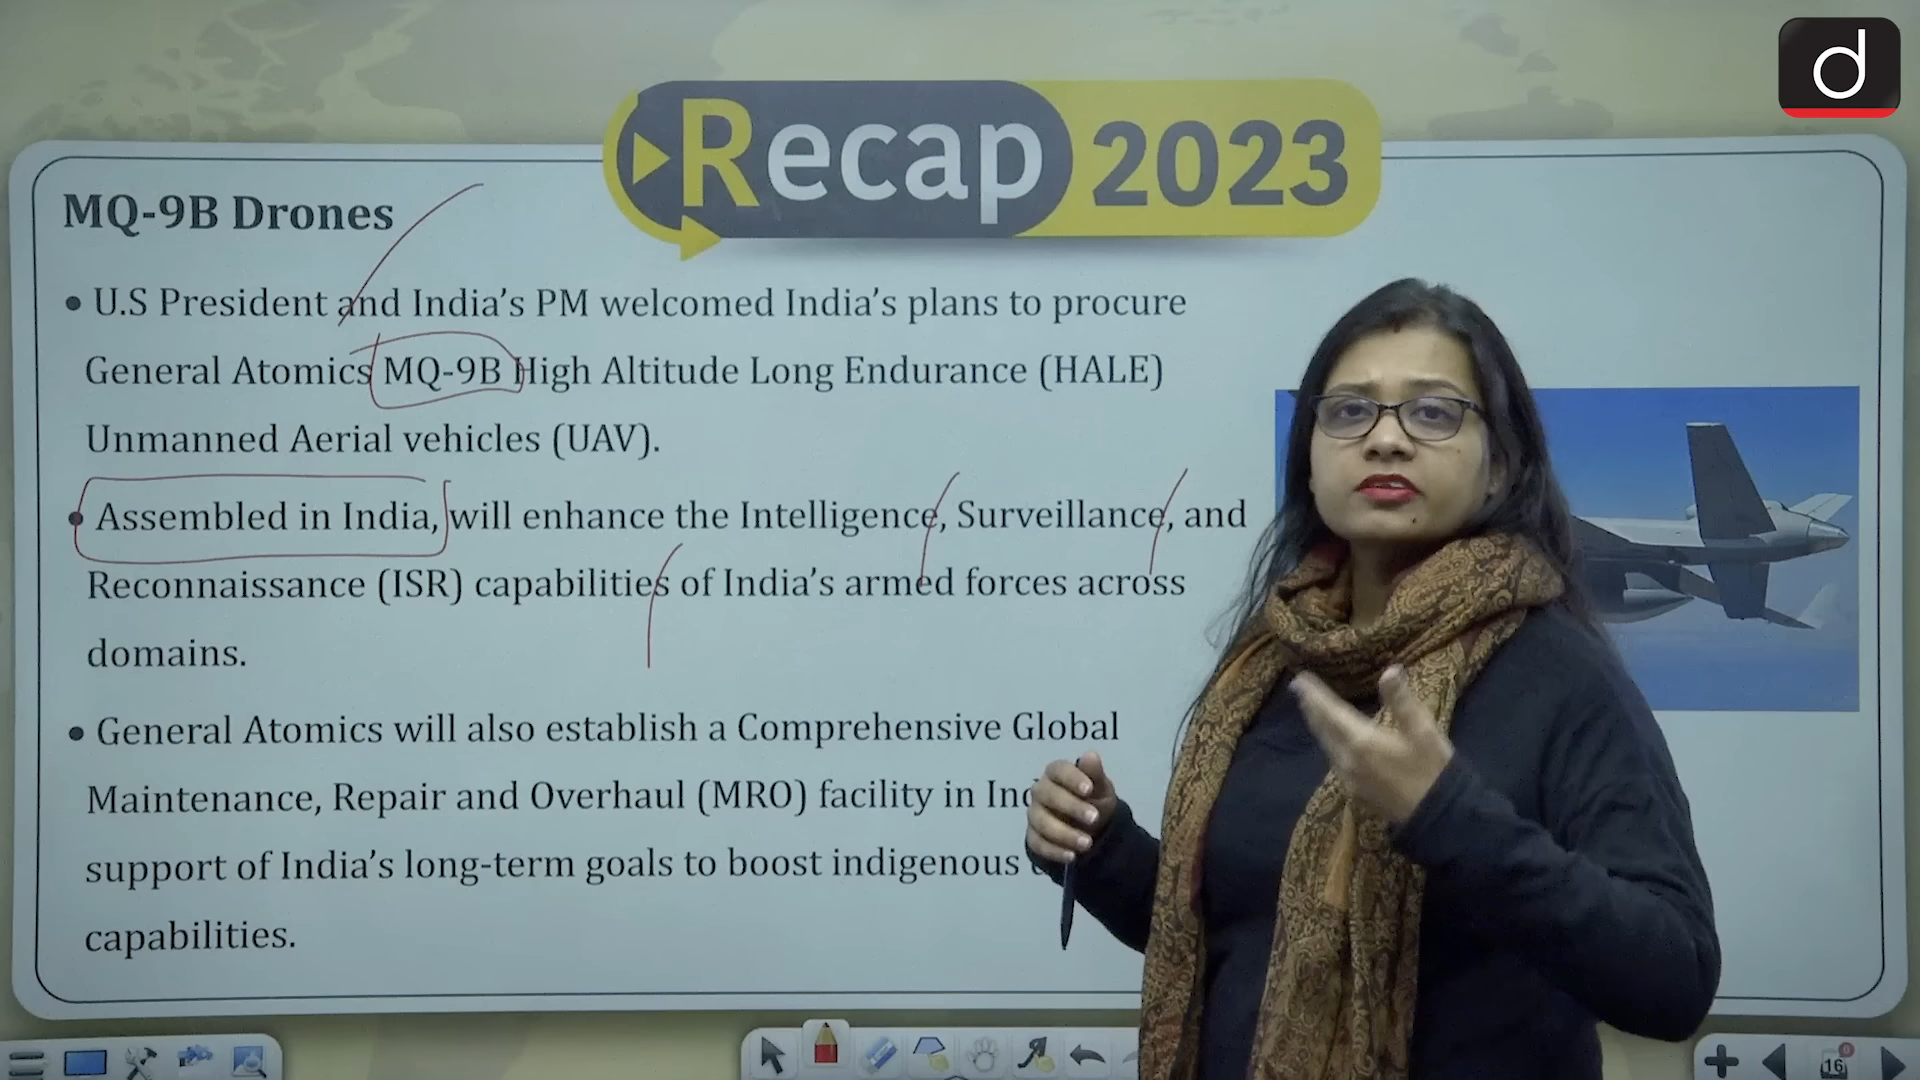 d
Recap 2023
MQ-9B Drones
• U.S President and India's PM welcomed India's plans to procure
General Atomics MQ-9B High Altitude Long Endurance (HALE)
Unmanned Aerial vehicles (UAV).
• Assembled in India, will enhance the Intelligence, Surveillance, and
Reconnaissance (ISR) capabilities of India's armed forces across
domains.
• General Atomics will also establish a Comprehensive Global
Maintenance, Repair and Overhaul (MRO) facility in
support of India's long-term goals to boost indigenous
capabilities.
16